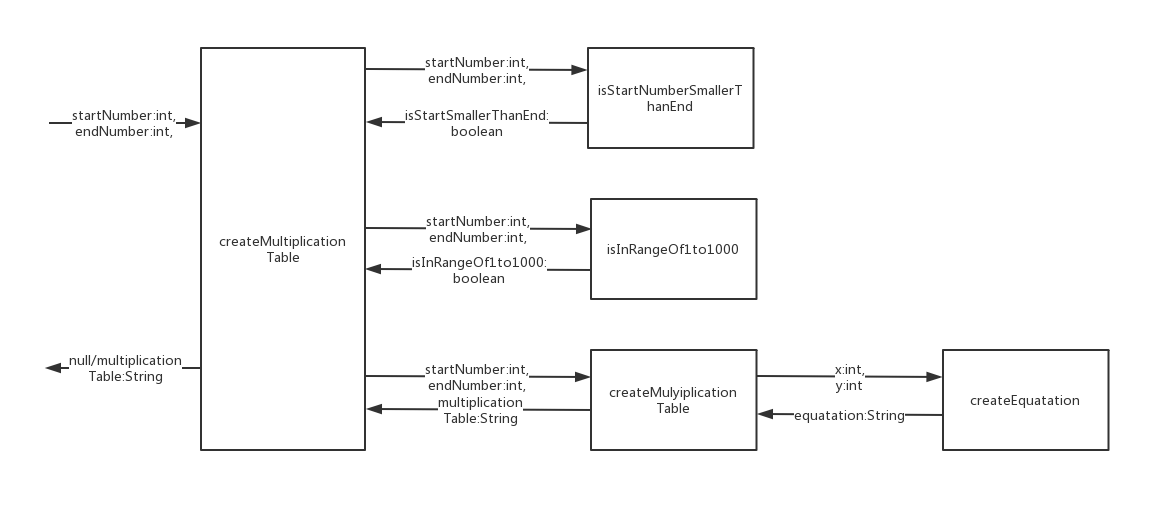 startNumber:int,
endNumber:int,
null/multiplication
Table:String
createMultiplication
Table
startNumber:int,
endNumber:int,
isStartSmallerThanEnd:
boolean
isStartNumberSmallerT
hanEnd
startNumber:int,
endNumber:int,
isInRangeOf1to1000:
boolean
isInRangeOf1to1000
startNumber:int,
endNumber:int,
multiplication
Table:String
createMulyiplication
Table
x:int,
y:int
equatation:String
createEquatation